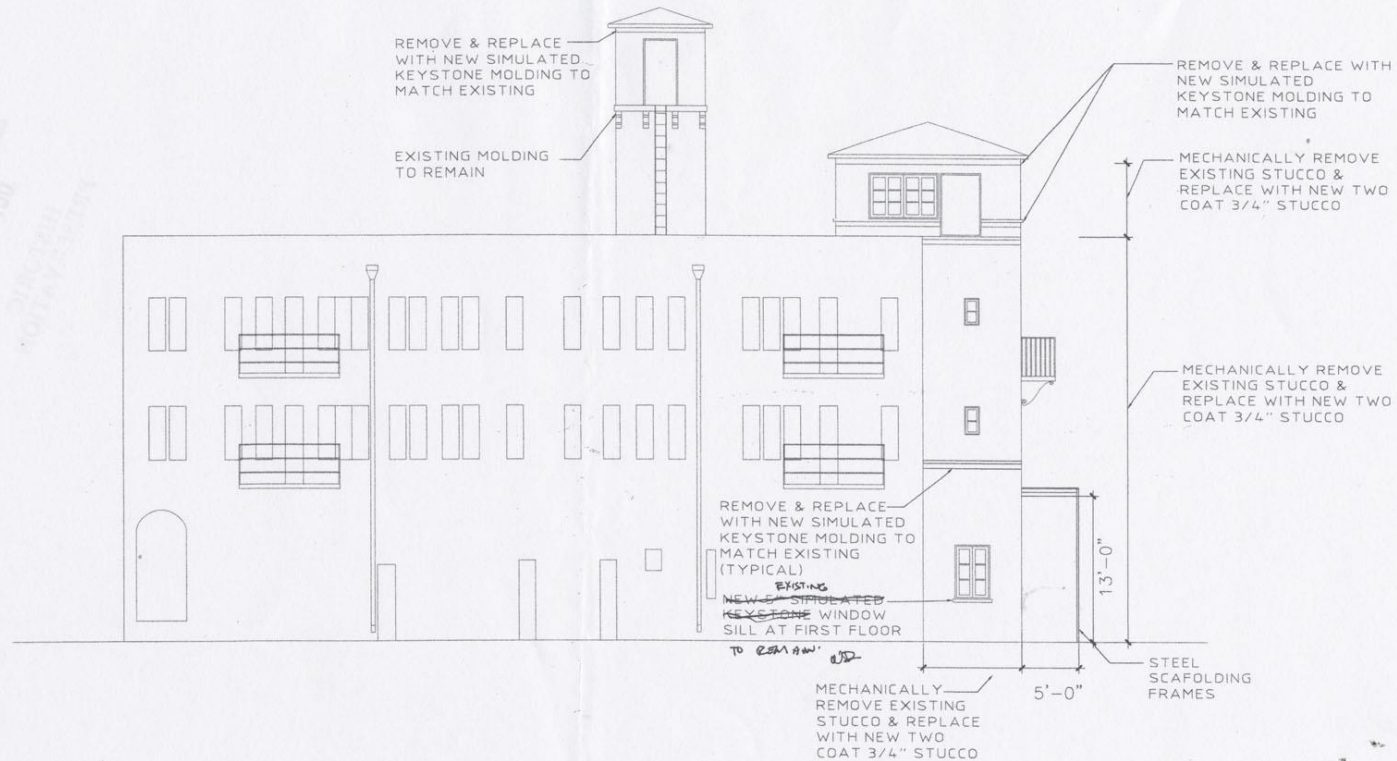 REMOVE & REPLACE
WITH NEW SIMULATED
KEYSTONE MOLDING TO
MATCH EXISTING
EXISTING MOLDING
TO REMAIN
REMOVE & REPLACE WITH
NEW SIMULATED
KEYSTONE MOLDING TO
MATCH EXISTING
MECHANICALLY REMOVE
EXISTING STUCCO &
REPLACE WITH NEW TWO
COAT 3/4" STUCCO
MECHANICALLY REMOVE
EXISTING STUCCO &
REPLACE WITH NEW TWO
COAT 3/4" STUCCO
REMOVE & REPLACE
WITH NEW SIMULATED
KEYSTONE MOLDING TO
MATCH EXISTING
(TYPICAL)
EXISTING
NEW 5" SIMULATED
KEYSTONE WINDOW
SILL AT FIRST FLOOR
TO REMAIN.
13'-0"
5'-0"
STEEL
SCAFOLDING
FRAMES
MECHANICALLY
REMOVE EXISTING
STUCCO & REPLACE
WITH NEW TWO
COAT 3/4" STUCCO
HISTORIC
PRESERVATION